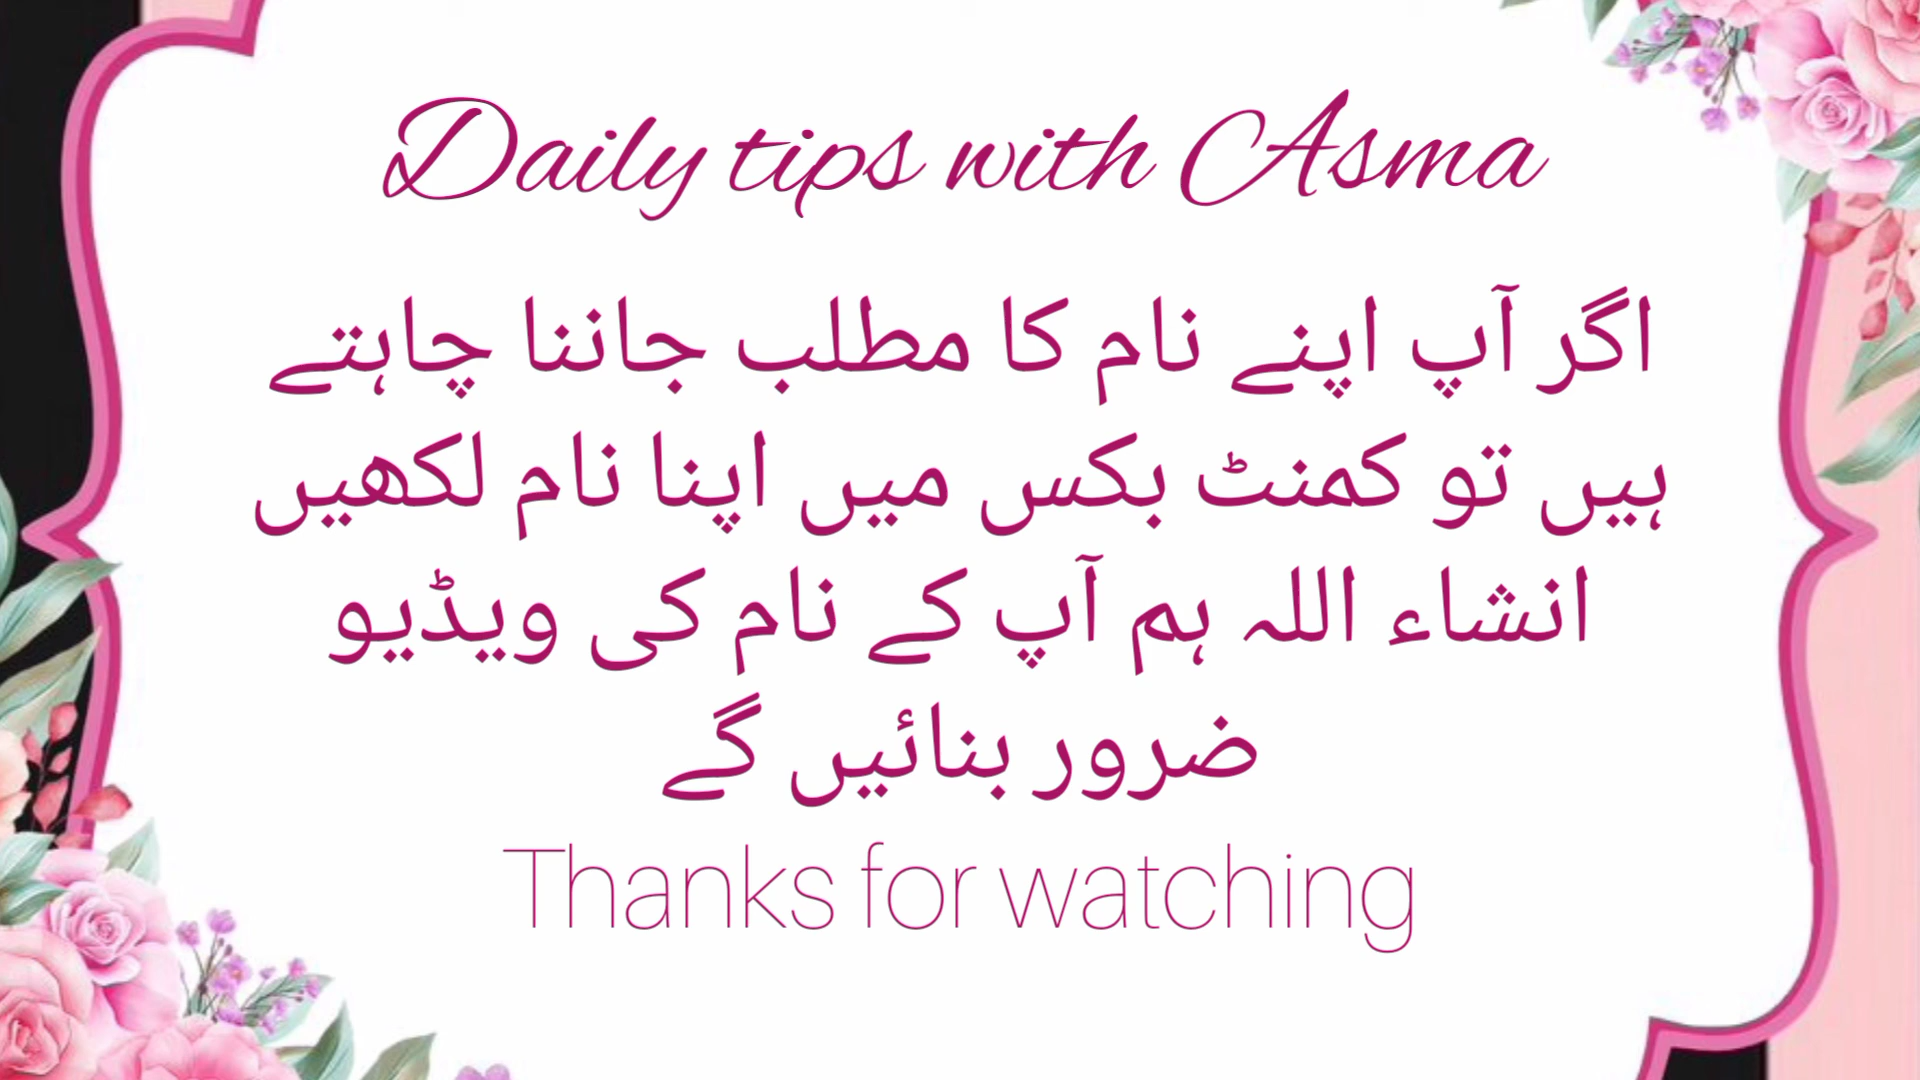 Daily tips with Asma
اگر آپ اپنے نام کا مطلب جاننا چاہتے
ہیں تو کمنٹ بکس میں اپنا نام لکھیں
انشاء اللہ ہم آپ کے نام کی ویڈیو
ضرور بنائیں گے
Thanks for watching